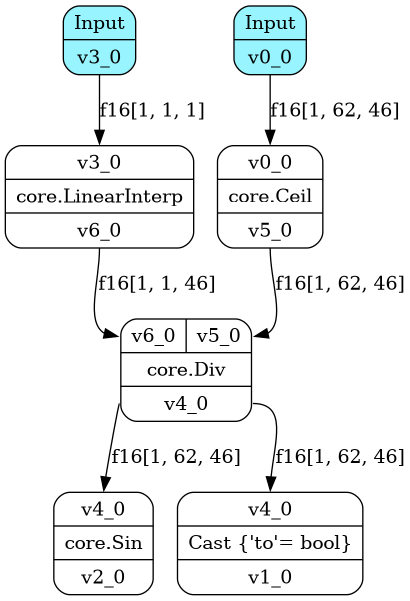 Input
v3_0
Input
v0_0
f16[1, 1, 1]
f16[1, 62, 46]
v3_0
core.LinearInterp
v6_0
v0_0
core.Ceil
v5_0
f16[1, 1, 46]
f16[1, 62, 46]
v6_0
v5_0
core.Div
v4_0
f16[1, 62, 46]
f16[1, 62, 46]
v4_0
core.Sin
v2_0
v4_0
Cast {'to'= bool}
v1_0